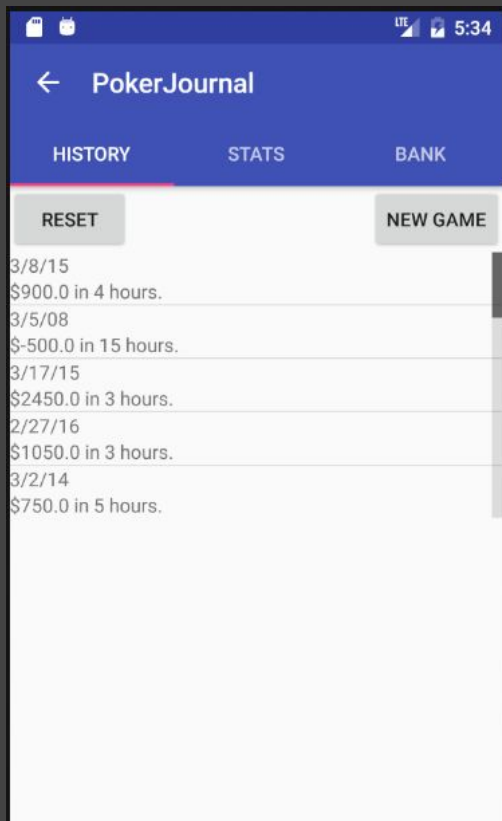 LTE 5:34
PokerJournal
HISTORY STATS BANK
RESET NEW GAME
3/8/15
$900.0 in 4 hours.
3/5/08
$-500.0 in 15 hours.
3/17/15
$2450.0 in 3 hours.
2/27/16
$1050.0 in 3 hours.
3/2/14
$750.0 in 5 hours.